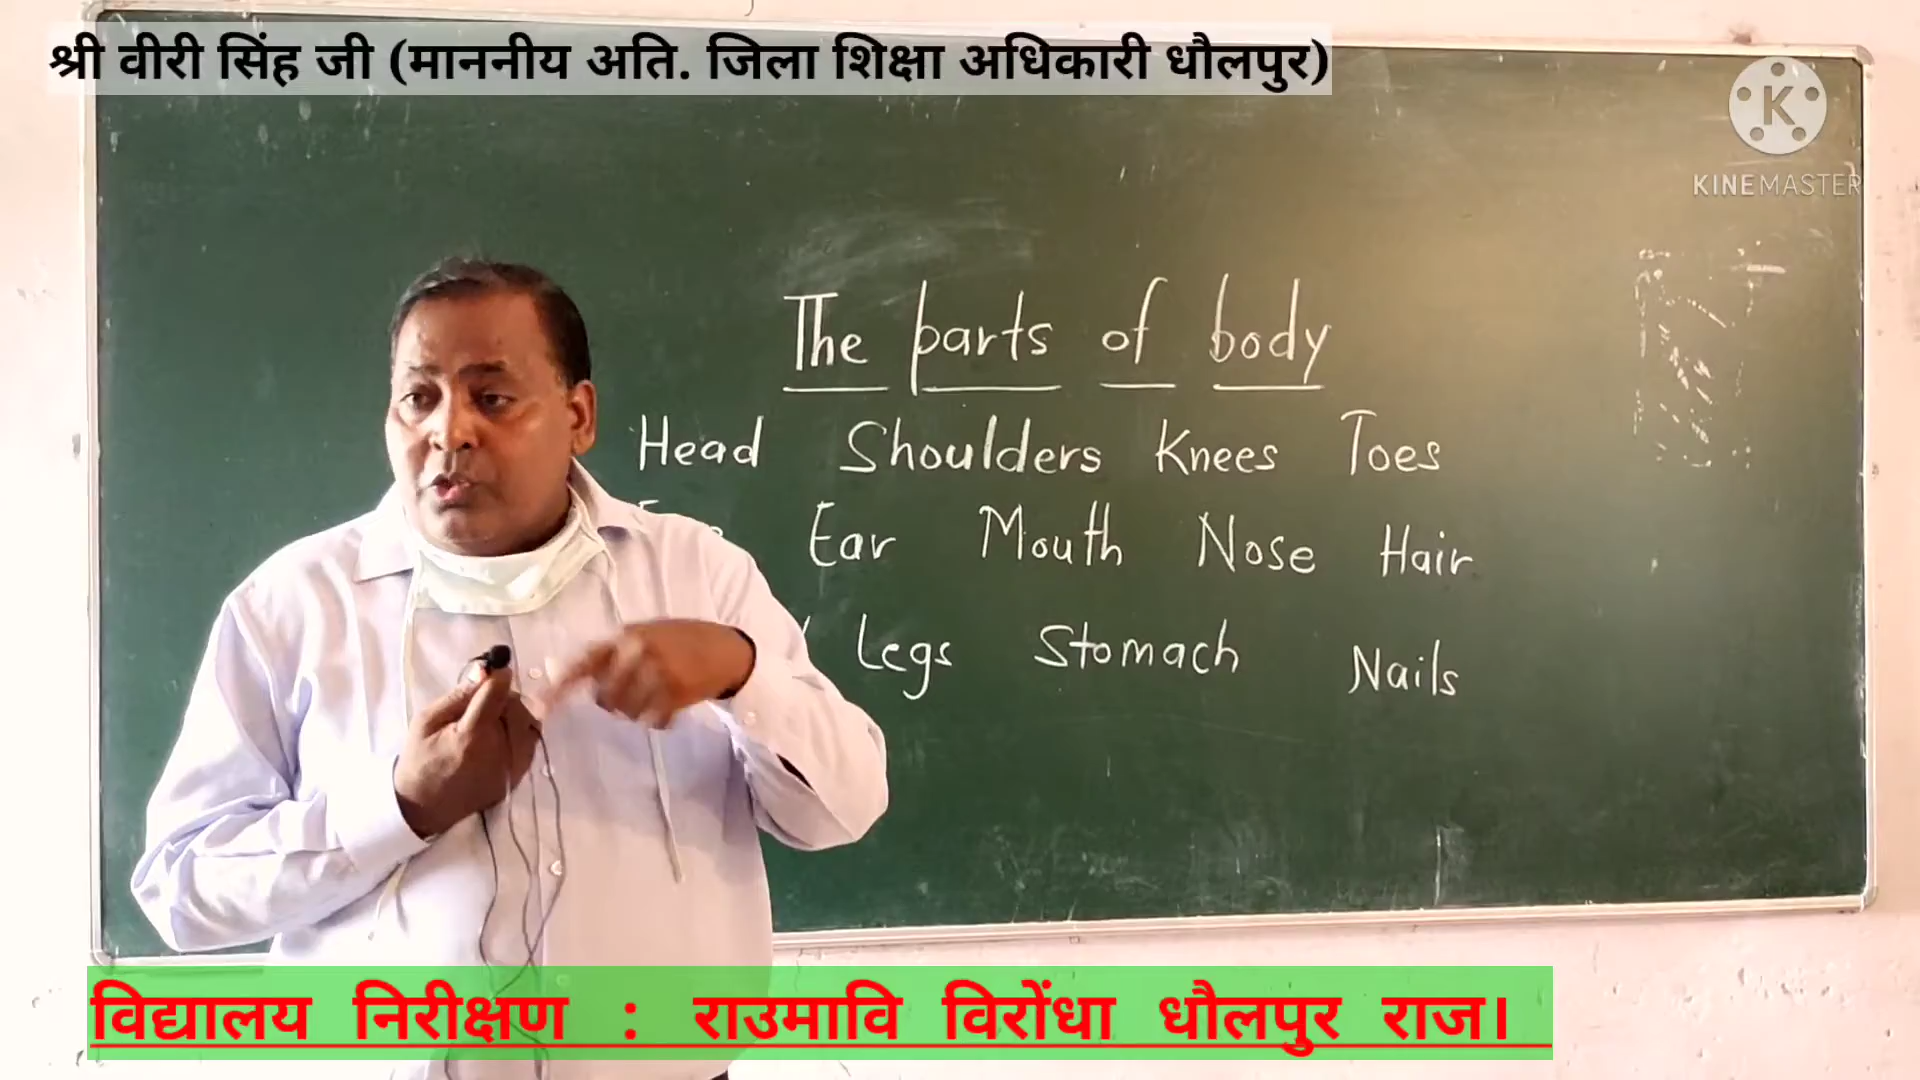 श्री वीरी सिंह जी (माननीय अति. जिला शिक्षा अधिकारी धौलपुर)
KINEMASTER
The parts of body
Head Shoulders Knees Toes
Ear Mouth Nose Hair
Legs Stomach Nails
विद्यालय निरीक्षण : राउमावि विरोंधा धौलपुर राज।